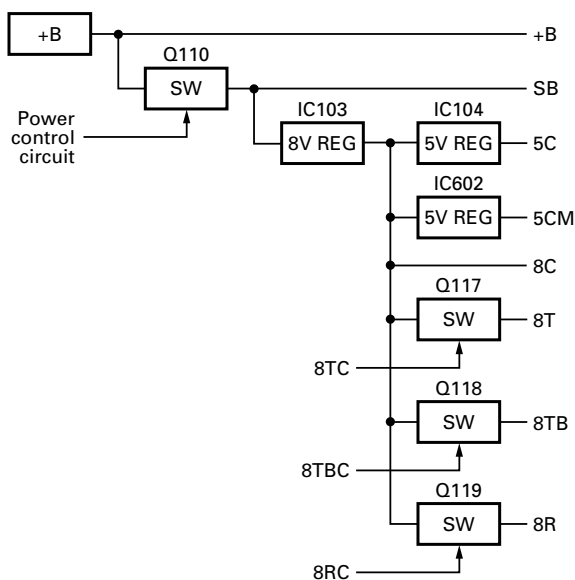 +B
+B
Q110
SW
SB
Power
control
circuit
IC103
8V REG
IC104
5V REG
5C
IC602
5V REG
5CM
8C
Q117
SW
8T
8TC
Q118
SW
8TB
8TBC
Q119
SW
8R
8RC